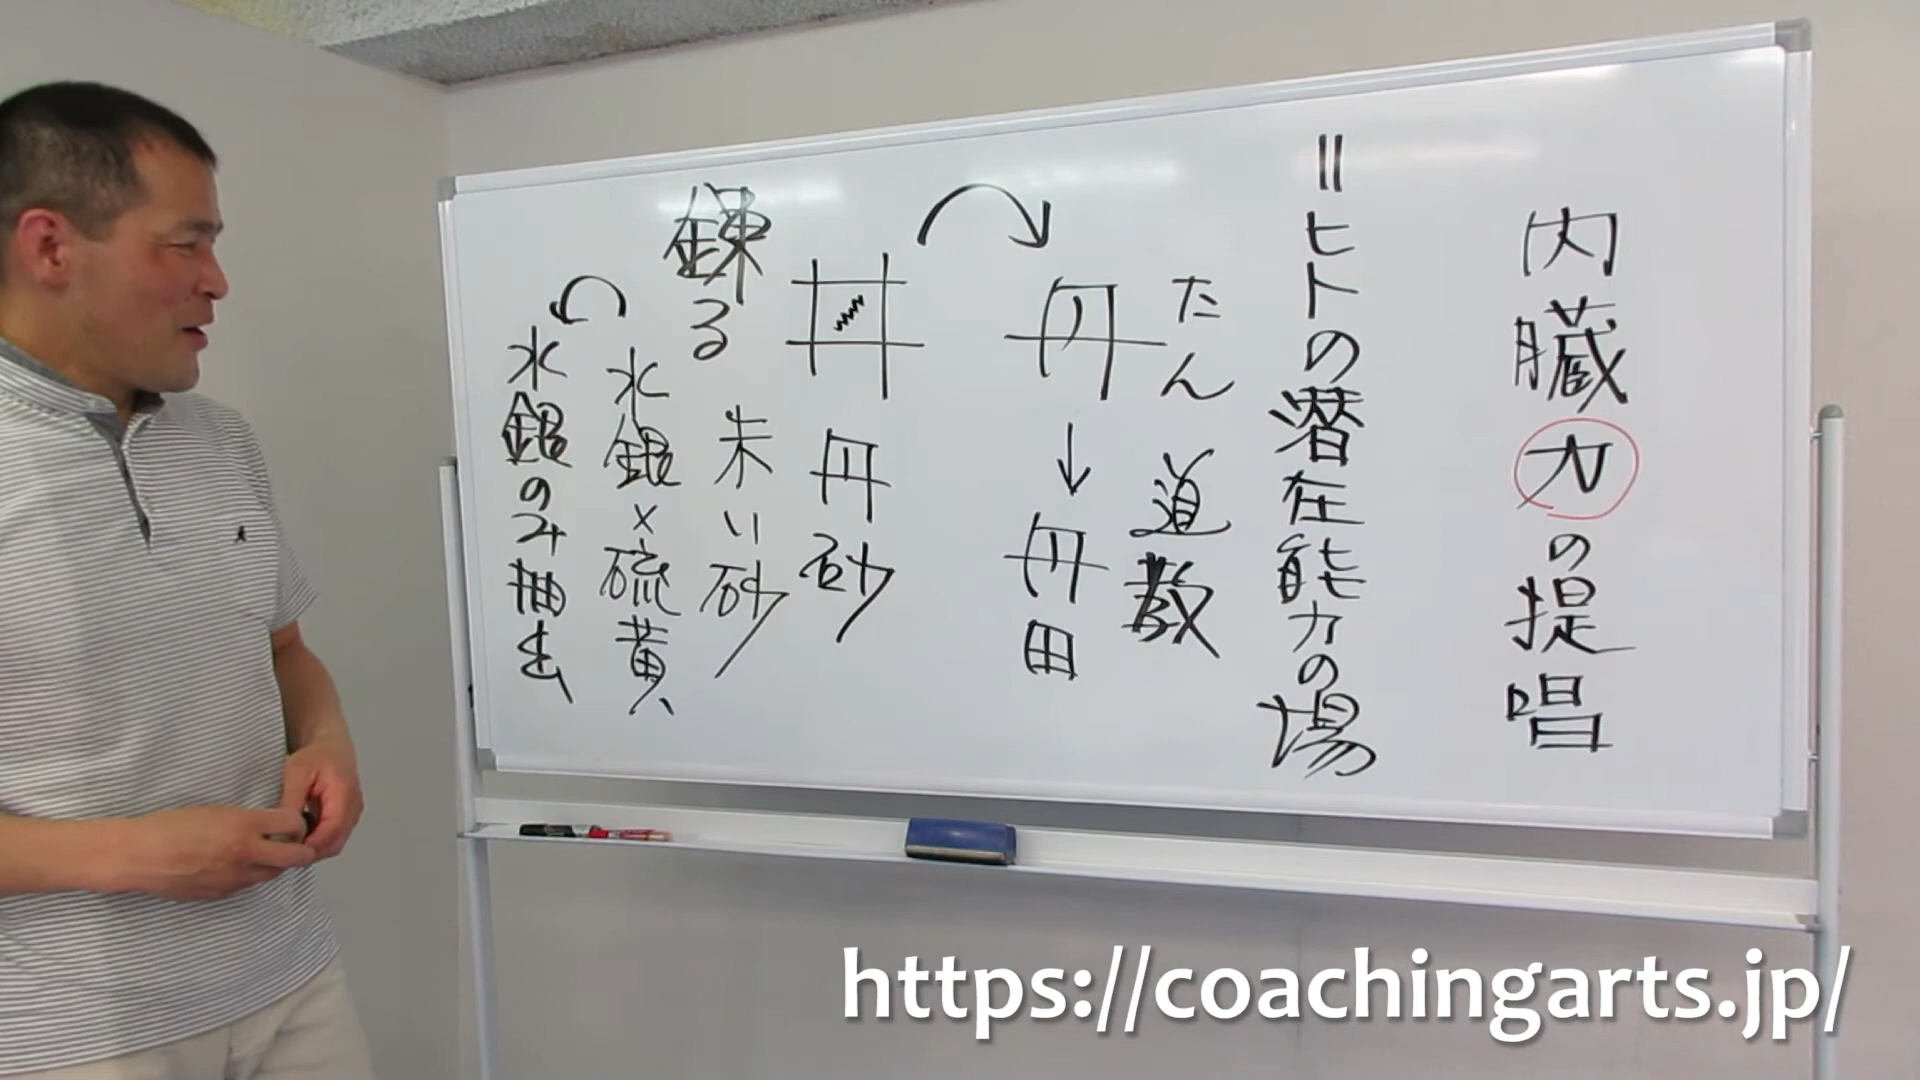 内臓力の提唱
=ヒトの潜在能力の場
たん 道教
丹→丹田
丹砂
錬る
朱い砂
水銀×硫黄
水銀のみ抽出
https://coachingarts.jp/